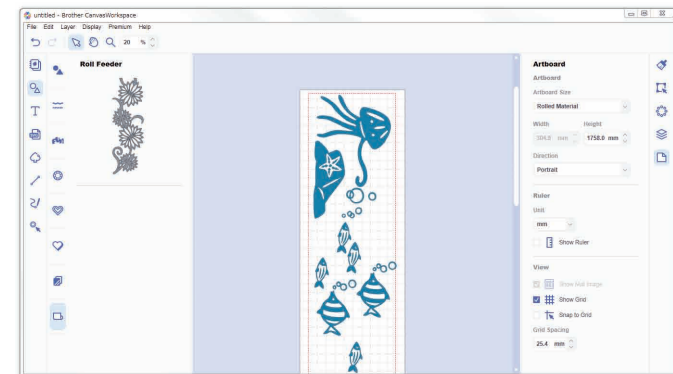 untitled - Brother CanvasWorkspace
File Edit Layer Display Premium Help
20 %
Roll Feeder
Artboard
Artboard
Artboard Size
Rolled Material
Width Height
mm 1758.0 mm
Direction
Portrait
Ruler
Unit
mm
Show Ruler
View
Show Grid
Snap to Grid
Grid Spacing
25.4 mm